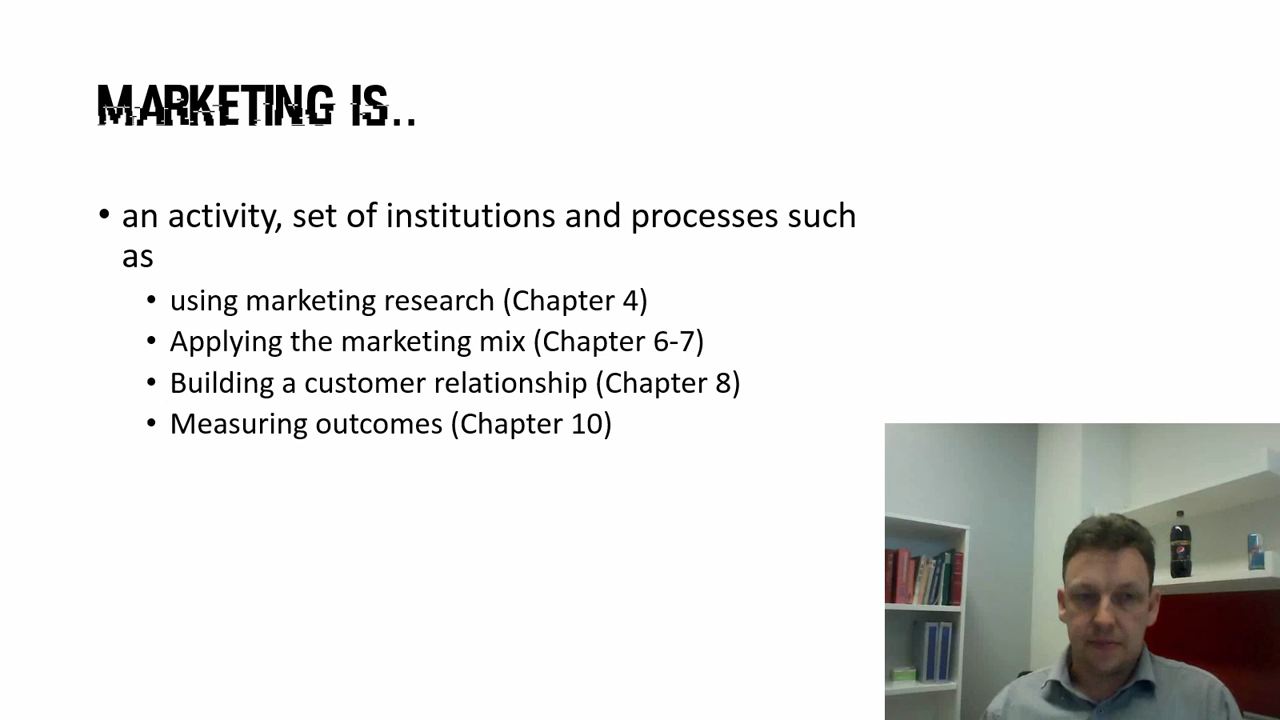 MARKETING IS..
• an activity, set of institutions and processes such
as
• using marketing research (Chapter 4)
• Applying the marketing mix (Chapter 6-7)
• Building a customer relationship (Chapter 8)
• Measuring outcomes (Chapter 10)